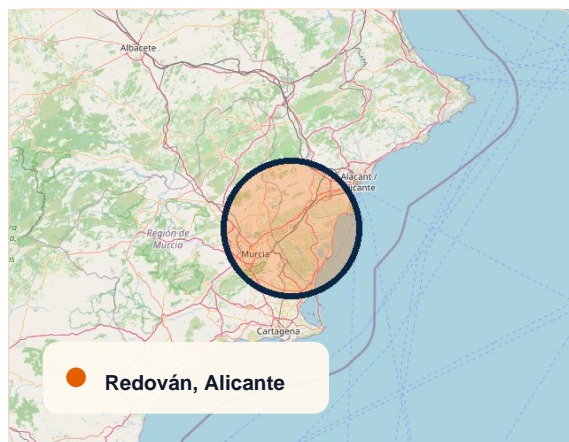 Albacete
Alacant /
Alicante
Región de
Murcia
Murcia
Cartagena
Redován, Alicante